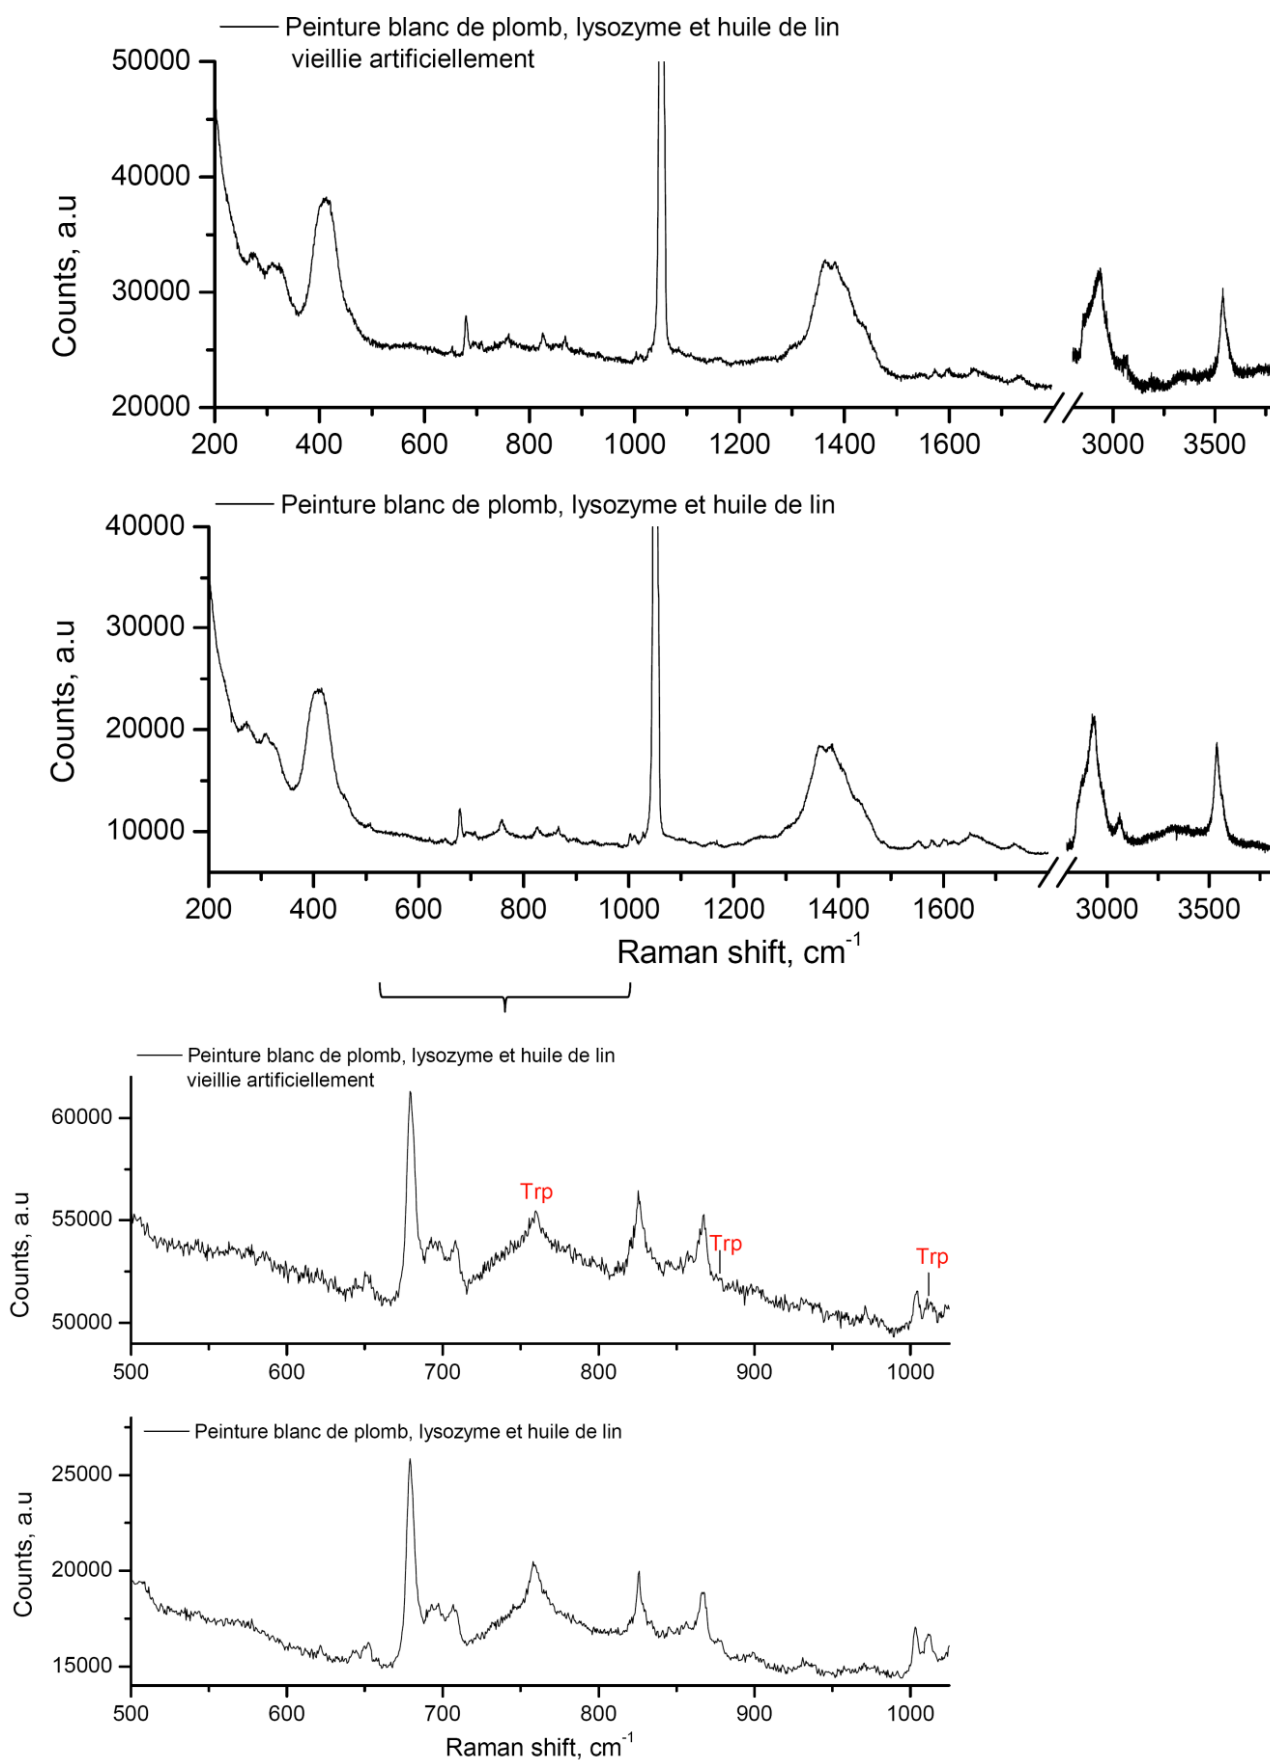 Peinture blanc de plomb, lysozyme et huile de lin
vieillie artificiellement
50000
40000
30000
20000
Counts, a.u
200 400 600 800 1000 1200 1400 1600 3000 3500
Peinture blanc de plomb, lysozyme et huile de lin
40000
30000
20000
10000
Counts, a.u
200 400 600 800 1000 1200 1400 1600 3000 3500
Raman shift, cm-1
Peinture blanc de plomb, lysozyme et huile de lin
vieillie artificiellement
60000
55000
50000
Counts, a.u
Trp
Trp
Trp
500 600 700 800 900 1000
Peinture blanc de plomb, lysozyme et huile de lin
25000
20000
15000
Counts, a.u
500 600 700 800 900 1000
Raman shift, cm-1